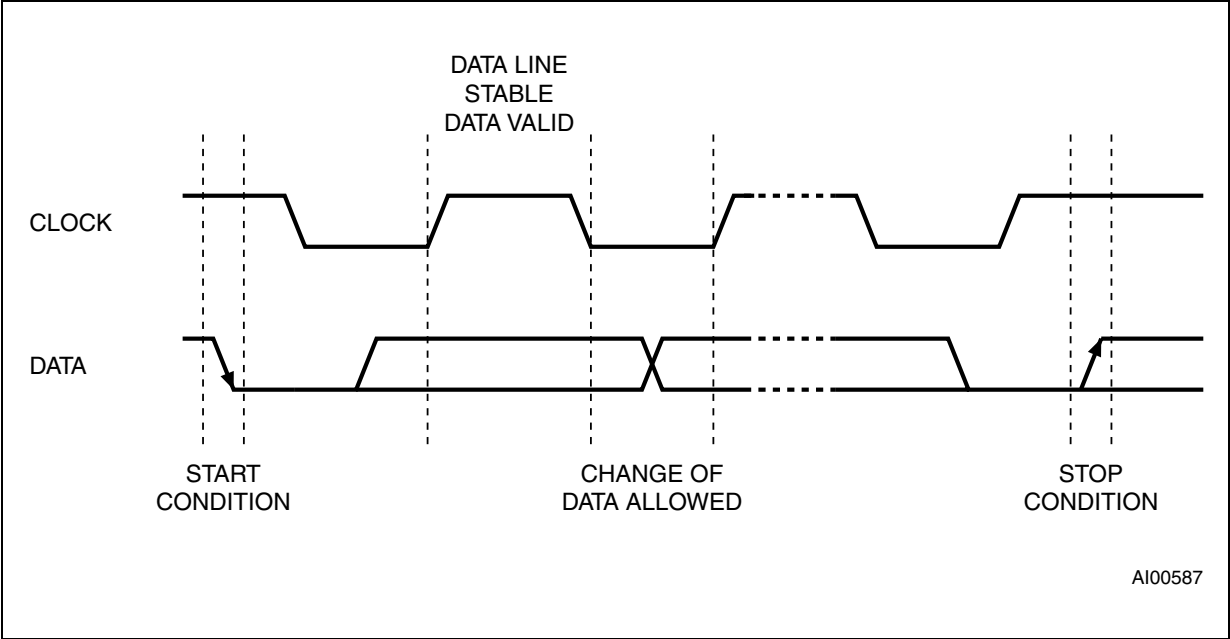 DATA LINE
STABLE
DATA VALID
CLOCK
DATA
START
CONDITION
CHANGE OF
DATA ALLOWED
STOP
CONDITION
AI00587